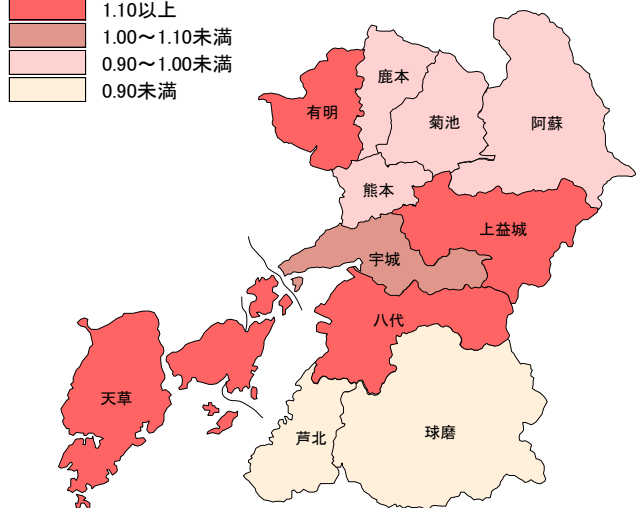 1.10以上
1.00～1.10未満
0.90～1.00未満
0.90未満
鹿本
有明
菊池
阿蘇
熊本
上益城
宇城
八代
天草
芦北
球磨